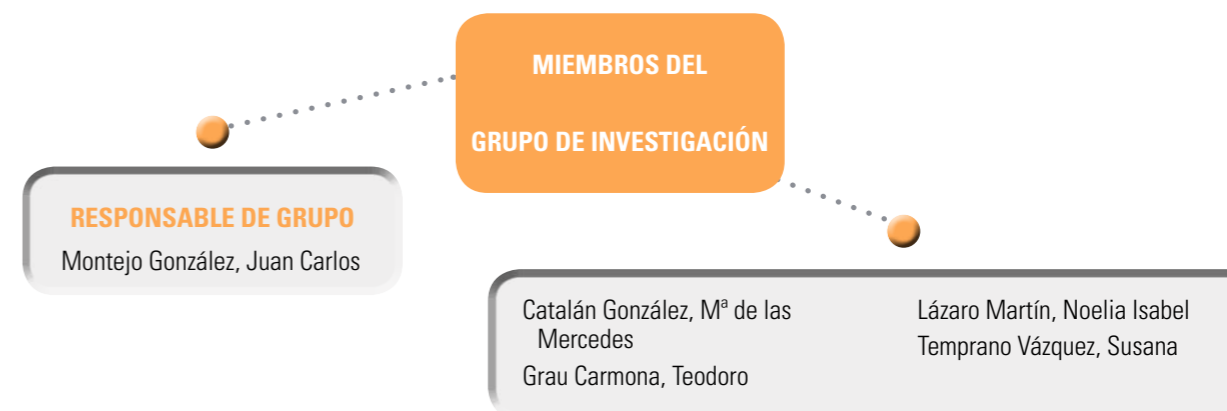 MIEMBROS DEL
GRUPO DE INVESTIGACIÓN
RESPONSABLE DE GRUPO
Montejo González, Juan Carlos
Catalán González, Mª de las
Mercedes
Grau Carmona, Teodoro
Lázaro Martín, Noelia Isabel
Temprano Vázquez, Susana